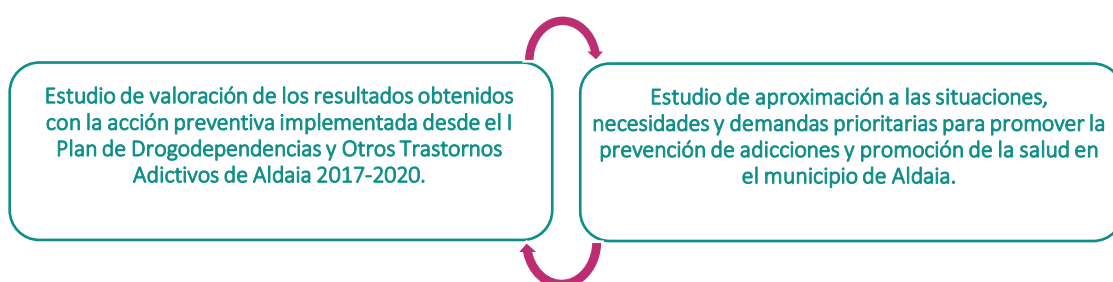 Estudio de valoración de los resultados obtenidos
con la acción preventiva implementada desde el I
Plan de Drogodependencias y Otros Trastornos
Adictivos de Aldaia 2017-2020.
Estudio de aproximación a las situaciones,
necesidades y demandas prioritarias para promover la
prevención de adicciones y promoción de la salud en
el municipio de Aldaia.